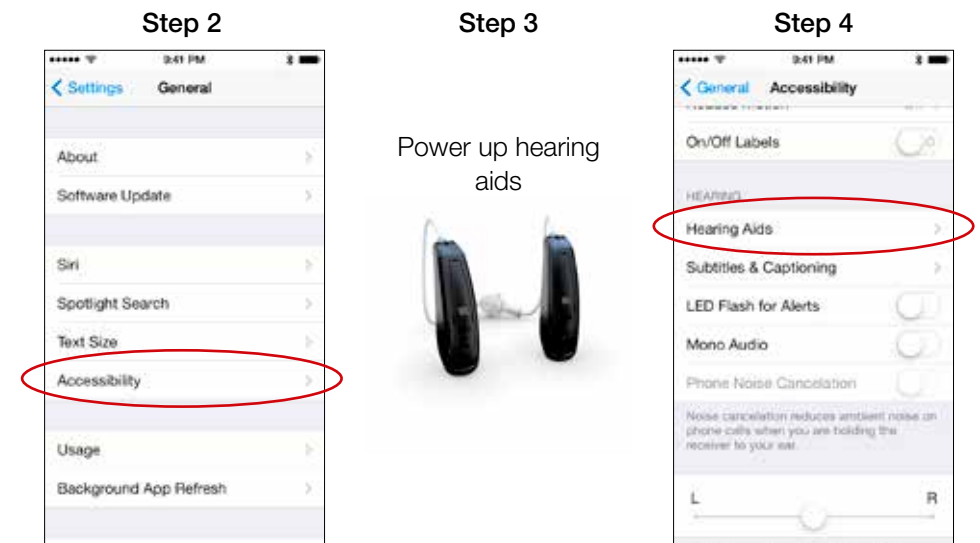 Step 2
9:41 PM
Settings General
About
Software Update
Siri
Spotlight Search
Text Size
Accessibility
Usage
Background App Refresh
Step 3
Power up hearing
aids
Step 4
9:41 PM
General Accessibility
On/Off Labels
HEARING
Hearing Aids
Subtitles & Captioning
LED Flash for Alerts
Mono Audio
Phone Noise Cancelation
Noise cancelation reduces ambient noise on
phone calls when you are holding the
receiver to your ear.
L R